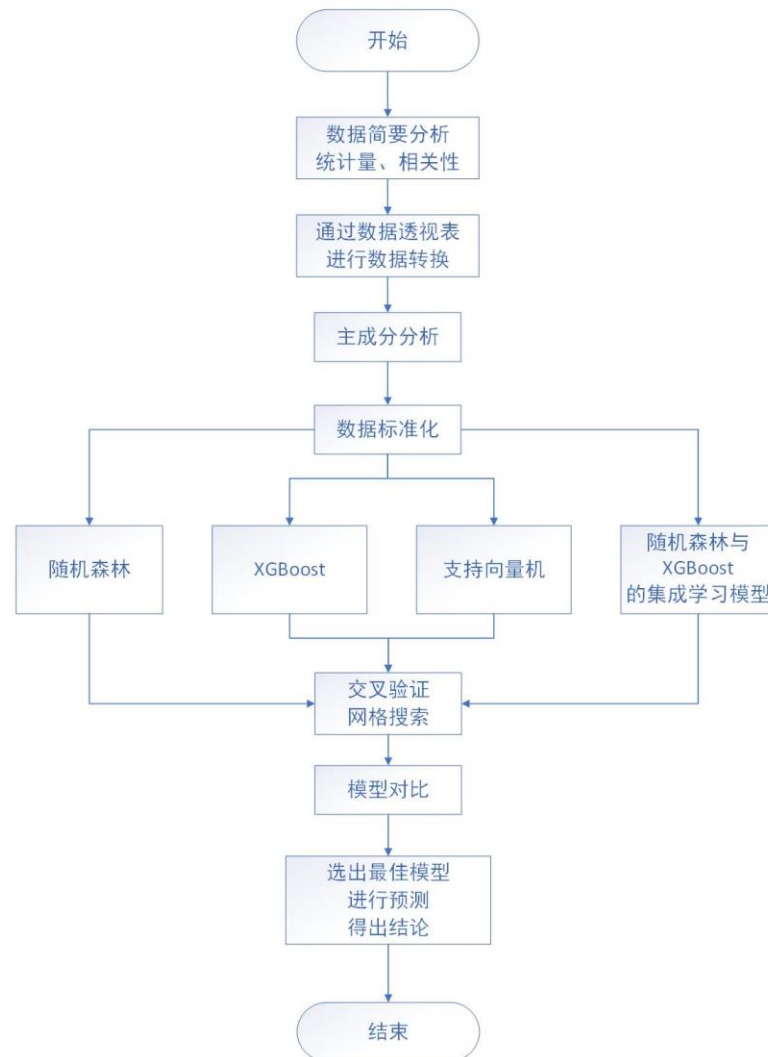 开始
数据简要分析
统计量、相关性
通过数据透视表
进行数据转换
主成分分析
数据标准化
随机森林
XGBoost
支持向量机
随机森林与
XGBoost
的集成学习模型
交叉验证
网格搜索
模型对比
选出最佳模型
进行预测
得出结论
结束